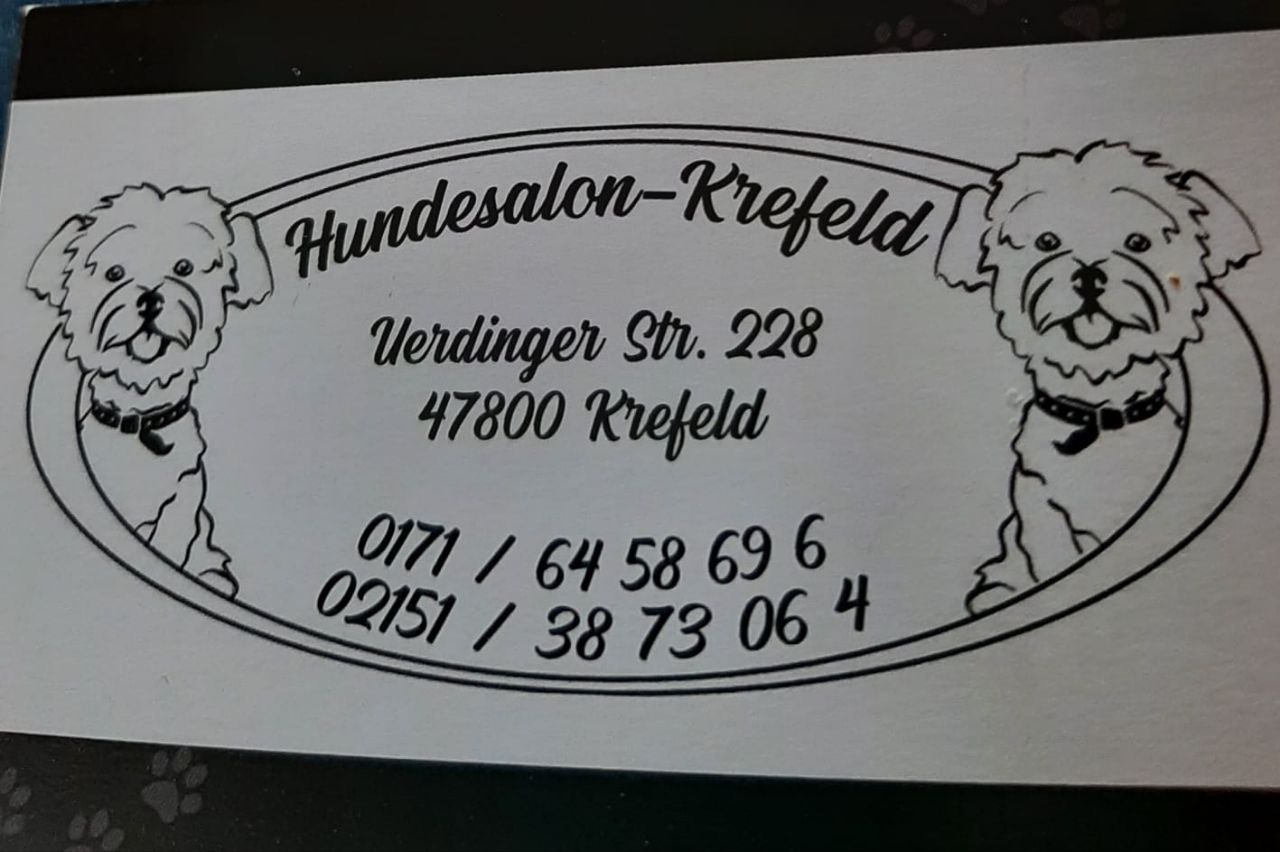 Hundesalon-Krefeld
Uerdinger Str. 228
47800 Krefeld
0171 / 64 58 69 6
02151 / 38 73 06 4